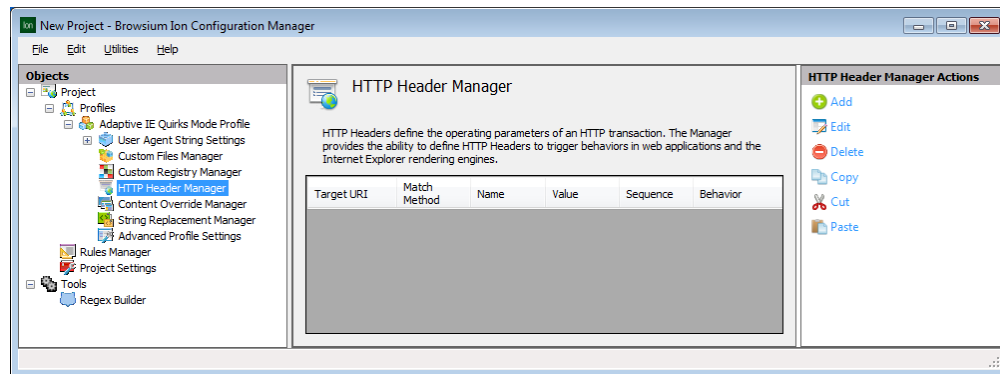 Ion New Project - Browsium Ion Configuration Manager
File Edit Utilities Help
Objects
Project
Profiles
Adaptive IE Quirks Mode Profile
User Agent String Settings
Custom Files Manager
Custom Registry Manager
HTTP Header Manager
Content Override Manager
String Replacement Manager
Advanced Profile Settings
Rules Manager
Project Settings
Tools
Regex Builder
HTTP Header Manager
HTTP Headers define the operating parameters of an HTTP transaction. The Manager
provides the ability to define HTTP Headers to trigger behaviors in web applications and the
Internet Explorer rendering engines.
Target URI Match Method Name Value Sequence Behavior
HTTP Header Manager Actions
Add
Edit
Delete
Copy
Cut
Paste